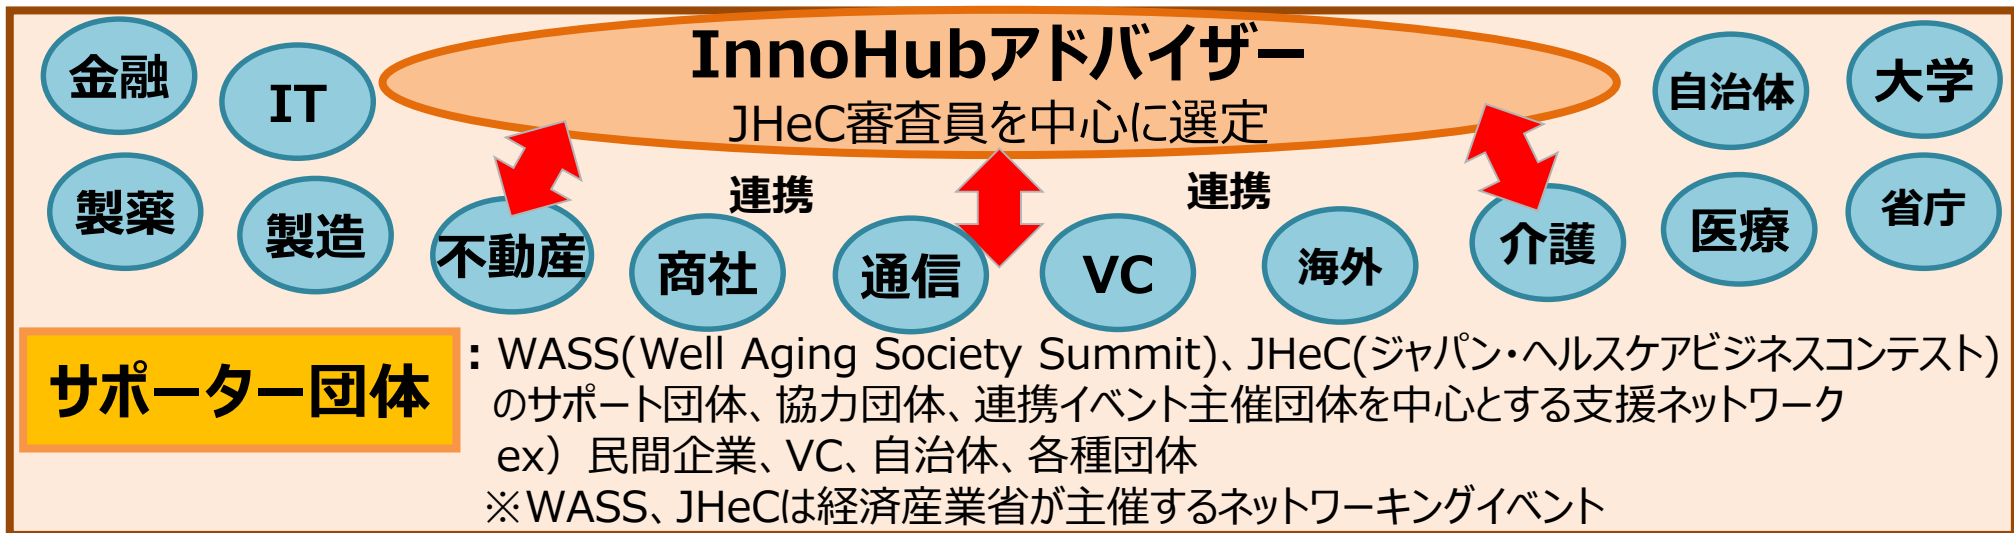 InnoHubアドバイザー
JHeC審査員を中心に選定
金融
IT
製薬
製造
不動産
連携
商社
通信
VC
連携
海外
介護
自治体
大学
医療
省庁
サポーター団体
：WASS(Well Aging Society Summit)、JHeC(ジャパン・ヘルスケアビジネスコンテスト)
のサポート団体、協力団体、連携イベント主催団体を中心とする支援ネットワーク
ex）民間企業、VC、自治体、各種団体
※WASS、JHeCは経済産業省が主催するネットワーキングイベント